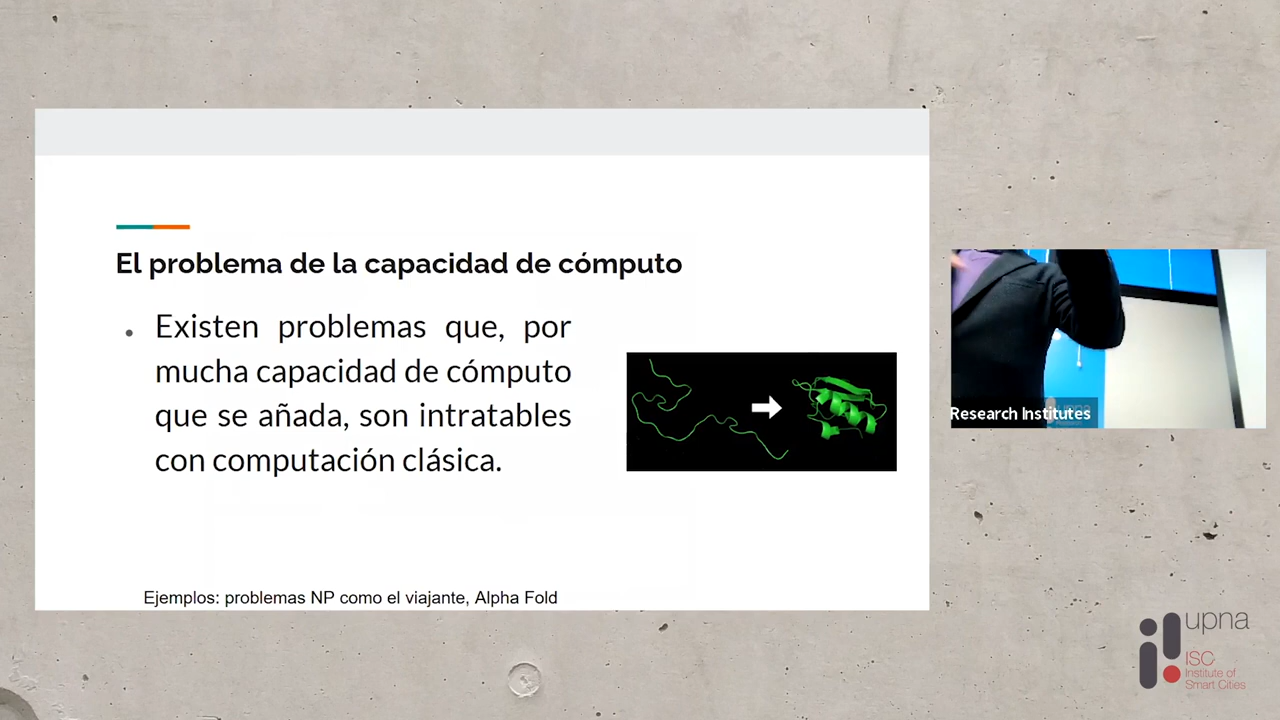 El problema de la capacidad de cómputo
Existen problemas que, por
mucha capacidad de cómputo
que se añada, son intratables
con computación clásica.
Ejemplos: problemas NP como el viajante, Alpha Fold
Research Institutes
upna
ISC
Institute of
Smart Cities